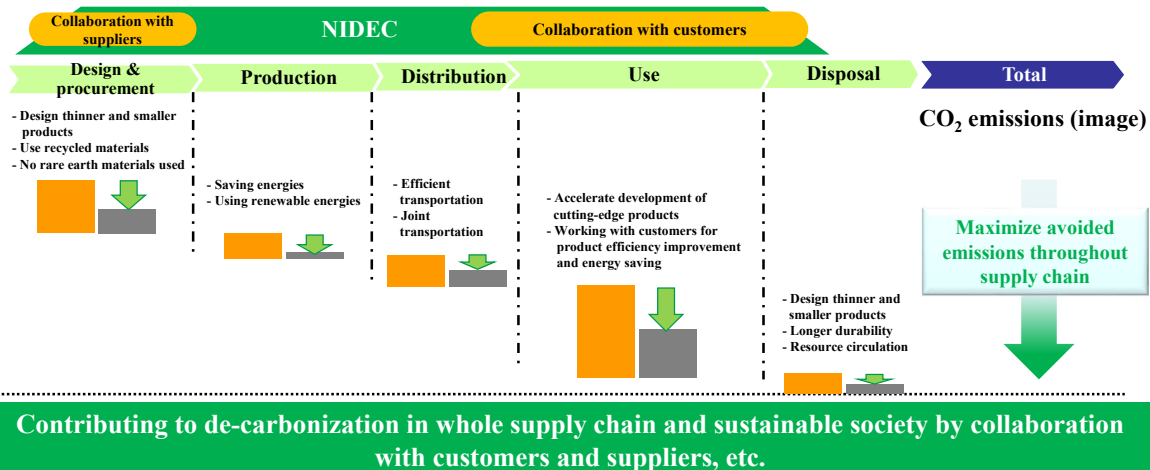 Collaboration with
suppliers
NIDEC
Collaboration with customers
Design &
procurement
Production
Distribution
Use
Disposal
Total
- Design thinner and smaller
products
- Use recycled materials
- No rare earth materials used
- Saving energies
- Using renewable energies
- Efficient
transportation
- Joint
transportation
- Accelerate development of
cutting-edge products
- Working with customers for
product efficiency improvement
and energy saving
- Design thinner and
smaller products
- Longer durability
- Resource circulation
CO₂ emissions (image)
Maximize avoided
emissions throughout
supply chain
Contributing to de-carbonization in whole supply chain and sustainable society by collaboration
with customers and suppliers, etc.